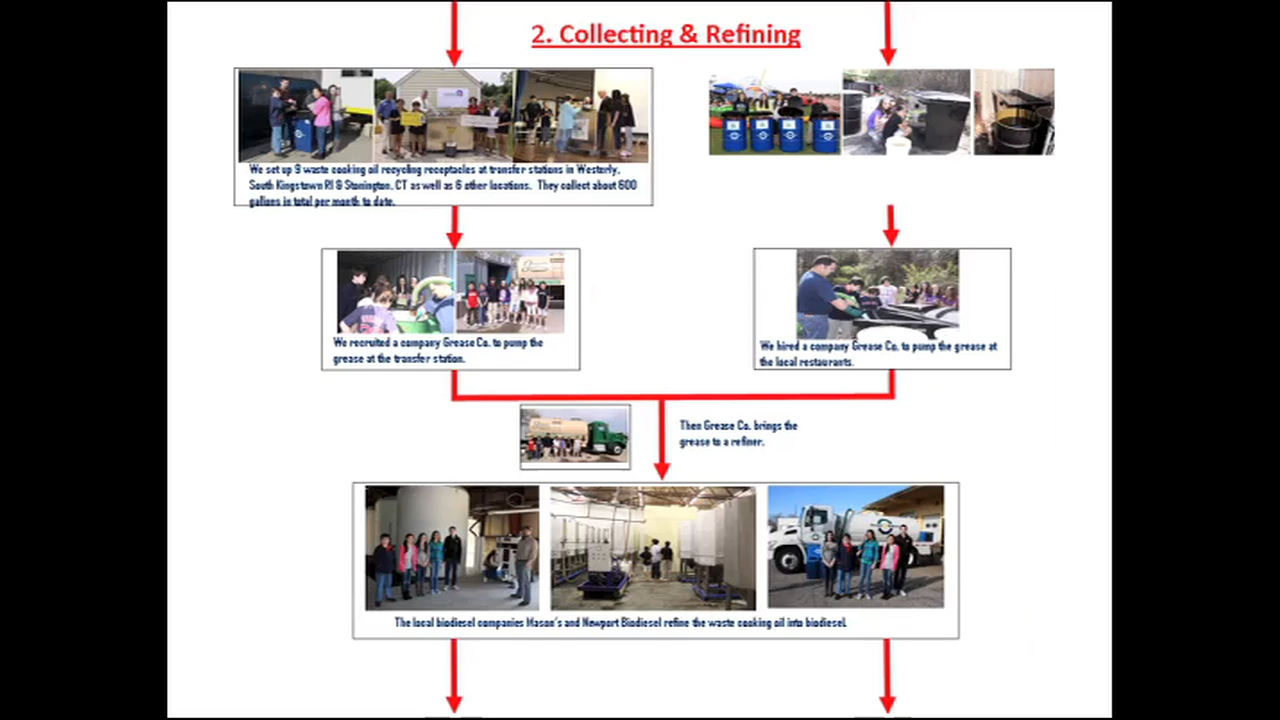 2. Collecting & Refining
We set up 9 waste cooking oil recycling receptacles at transfer stations in Westerly,
South Kingstown RI & Stonington, CT as well as 6 other locations. They collect about 600
gallons in total per month to date.
We recruited a company Grease Co. to pump the
grease at the transfer station.
We hired a company Grease Co. to pump the grease at
the local restaurants.
Then Grease Co. brings the
grease to a refiner.
The local biodiesel companies Mason's and Newport Biodiesel refine the waste cooking oil into biodiesel.